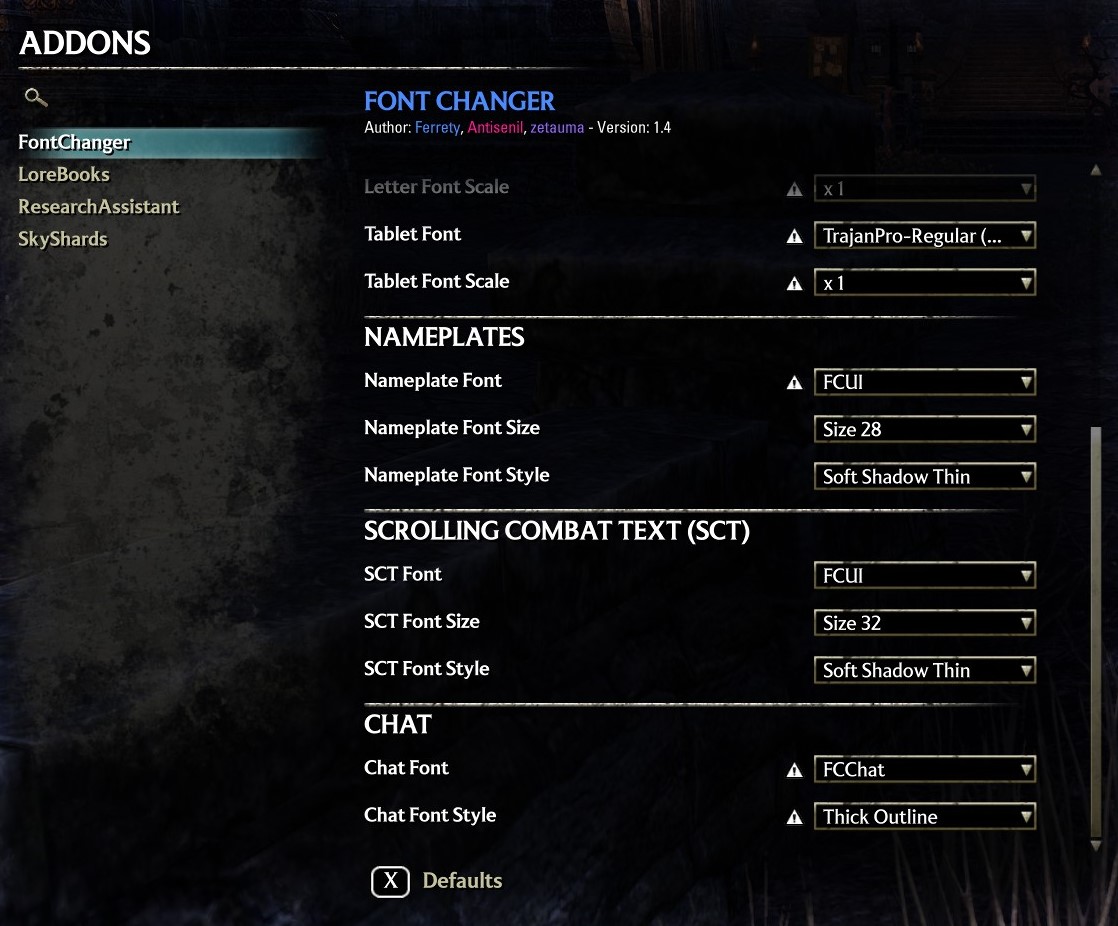 ADDONS
FontChanger
LoreBooks
ResearchAssistant
SkyShards
FONT CHANGER
Author: Ferrety, Antisenil, zetauma - Version: 1.4
Letter Font Scale x 1
Tablet Font TrajanPro-Regular (...
Tablet Font Scale x 1
NAMEPLATES
Nameplate Font FCUI
Nameplate Font Size Size 28
Nameplate Font Style Soft Shadow Thin
SCROLLING COMBAT TEXT (SCT)
SCT Font FCUI
SCT Font Size Size 32
SCT Font Style Soft Shadow Thin
CHAT
Chat Font FCChat
Chat Font Style Thick Outline
X Defaults